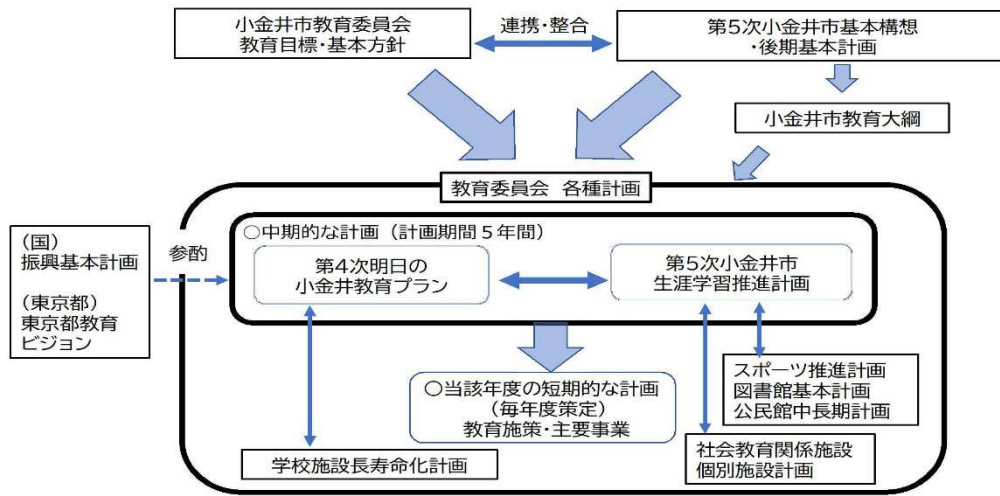 小金井市教育委員会
教育目標・基本方針
連携・整合
第5次小金井市基本構想
・後期基本計画
小金井市教育大綱
教育委員会 各種計画
(国)
振興基本計画
(東京都)
東京都教育
ビジョン
参酌
○中期的な計画(計画期間5年間)
第4次明日の
小金井教育プラン
第5次小金井市
生涯学習推進計画
○当該年度の短期的な計画
(毎年度策定)
教育施策・主要事業
スポーツ推進計画
図書館基本計画
公民館中長期計画
学校施設長寿命化計画
社会教育関係施設
個別施設計画